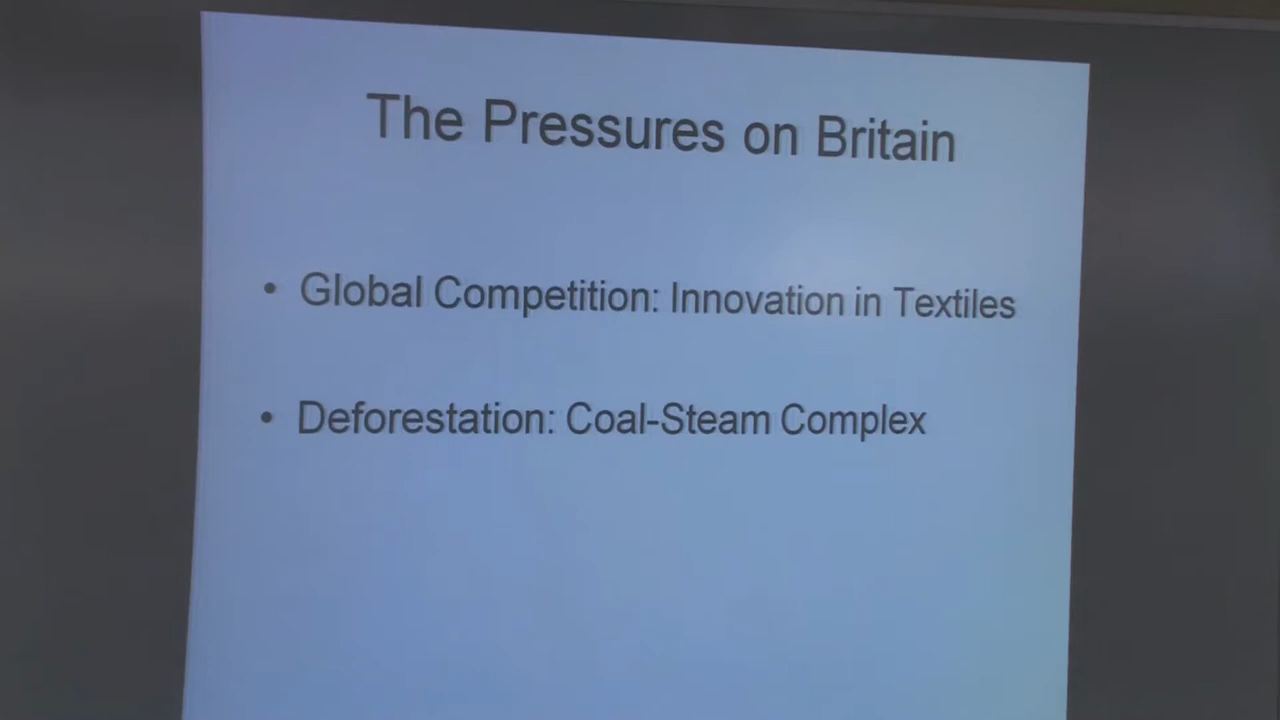 The Pressures on Britain
• Global Competition: Innovation in Textiles
• Deforestation: Coal-Steam Complex